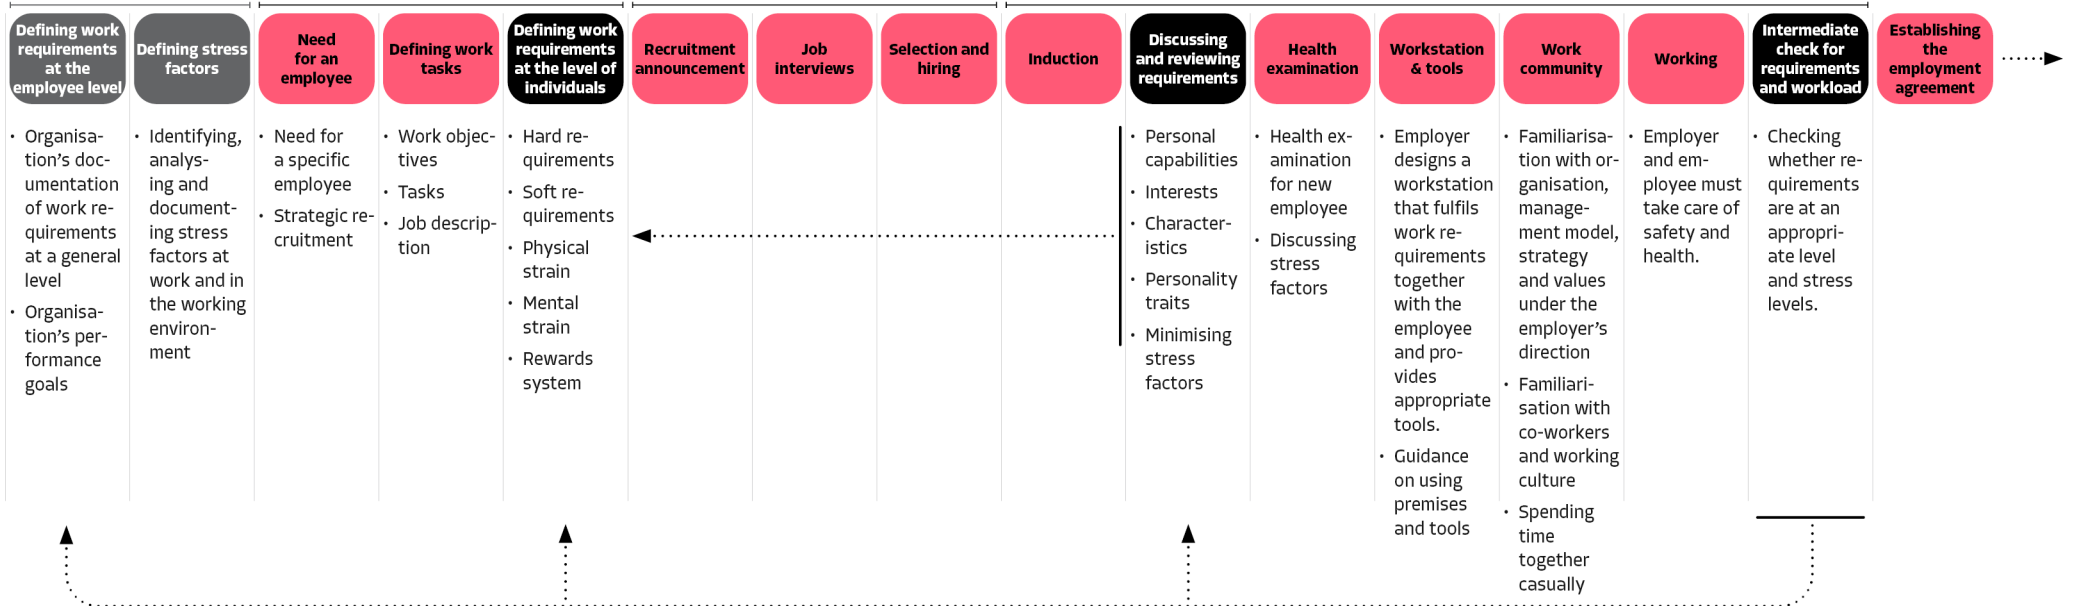 Defining work
requirements
at the
employee level
Defining stress
factors
Need
for an
employee
Defining work
tasks
Defining work
requirements
at the level of
individuals
Recruitment
announcement
Job
interviews
Selection and
hiring
Induction
Discussing
and reviewing
requirements
Health
examination
Workstation
& tools
Work
community
Working
Intermediate
check for
requirements
and workload
Establishing
the
employment
agreement
• Organisa-
tion’s doc-
umentation
of work re-
quirements
at a general
level
• Organisa-
tion’s per-
formance
goals
• Identifying,
analys-
ing and
document-
ing stress
factors at
work and in
the working
environ-
ment
• Need for
a specific
employee
• Strategic re-
cruitment
• Work objec-
tives
• Tasks
• Job descrip-
tion
• Hard re-
quirements
• Soft re-
quirements
• Physical
strain
• Mental
strain
• Rewards
system
• Personal
capabilities
• Interests
• Character-
istics
• Personality
traits
• Minimising
stress
factors
• Health ex-
amination
for new
employee
• Discussing
stress
factors
• Employer
designs a
workstation
that fulfils
work re-
quirements
together
with the
employee
and pro-
vides
appropriate
tools.
• Guidance
on using
premises
and tools
• Familiarisa-
tion with or-
ganisation,
manage-
ment model,
strategy
and values
under the
employer’s
direction
• Familiari-
sation with
co-workers
and working
culture
• Spending
time
together
casually
• Employer
and em-
ployee must
take care of
safety and
health.
• Checking
whether re-
quirements
are at an
appropri-
ate level
and stress
levels.